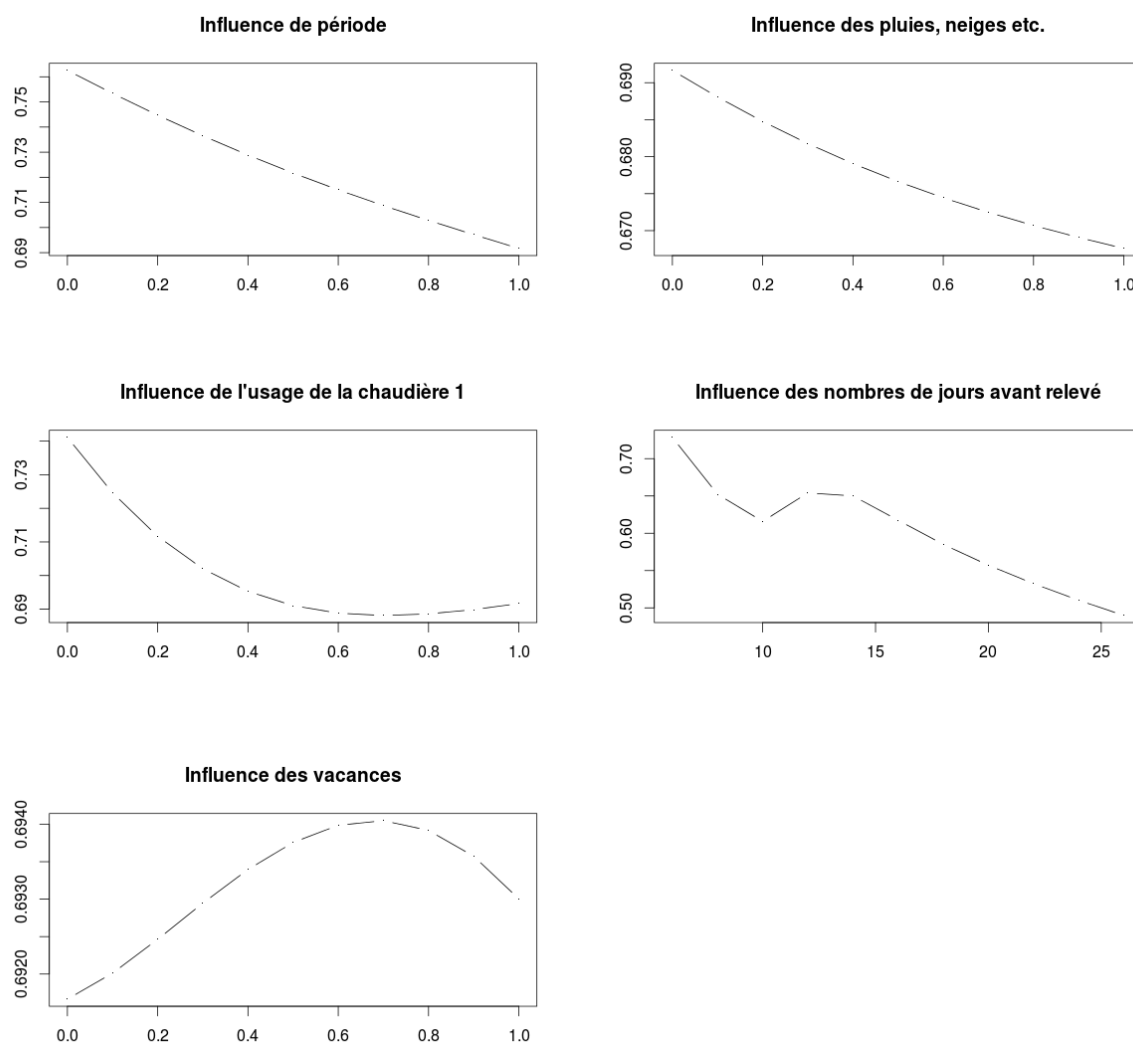 Influence de période
0.75
0.73
0.71
0.69
0.0 0.2 0.4 0.6 0.8 1.0
Influence des pluies, neiges etc.
0.690
0.680
0.670
0.0 0.2 0.4 0.6 0.8 1.0
Influence de l'usage de la chaudière 1
0.73
0.71
0.69
0.0 0.2 0.4 0.6 0.8 1.0
Influence des nombres de jours avant relevé
0.70
0.60
0.50
10 15 20 25
Influence des vacances
0.6940
0.6930
0.6920
0.0 0.2 0.4 0.6 0.8 1.0